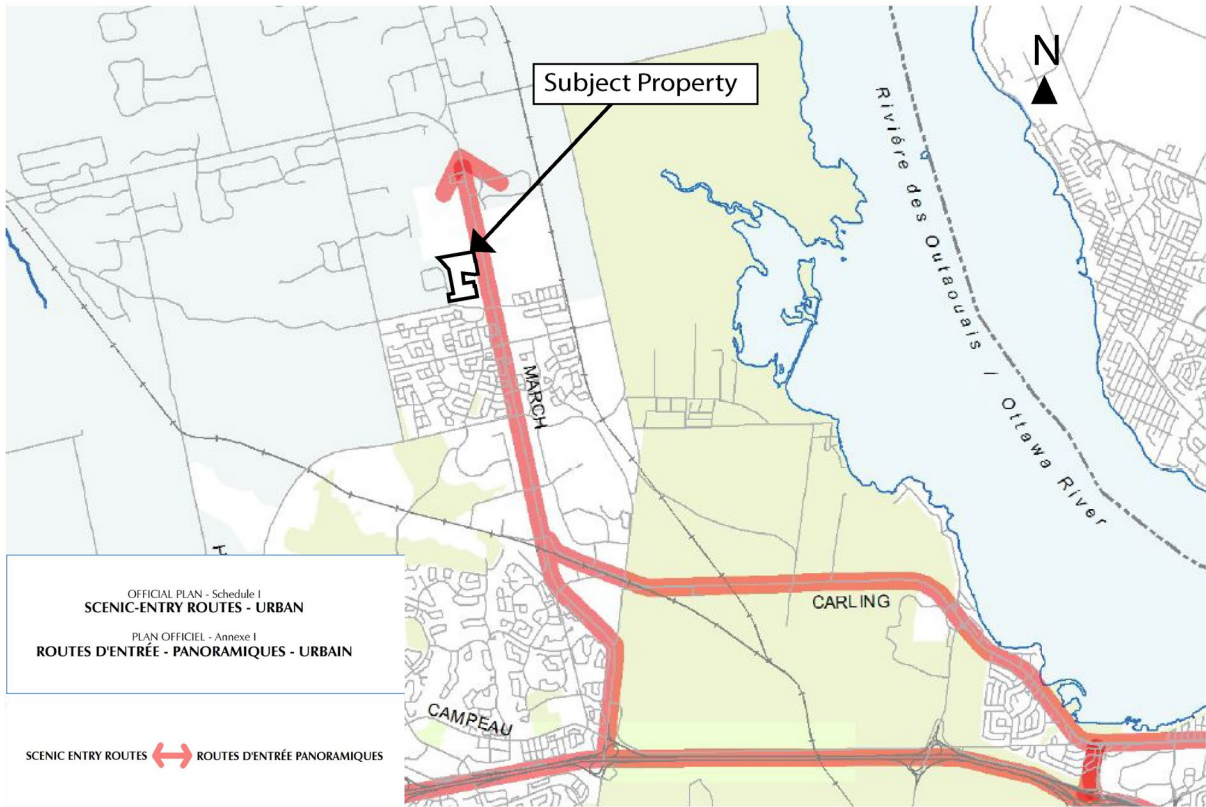 N
Subject Property
Rivière des Outaouais / Ottawa River
MARCH
CARLING
CAMPEAU
OFFICIAL PLAN - Schedule I
SCENIC-ENTRY ROUTES - URBAN
PLAN OFFICIEL - Annexe I
ROUTES D'ENTRÉE - PANORAMIQUES - URBAIN
SCENIC ENTRY ROUTES ROUTES D'ENTRÉE PANORAMIQUES